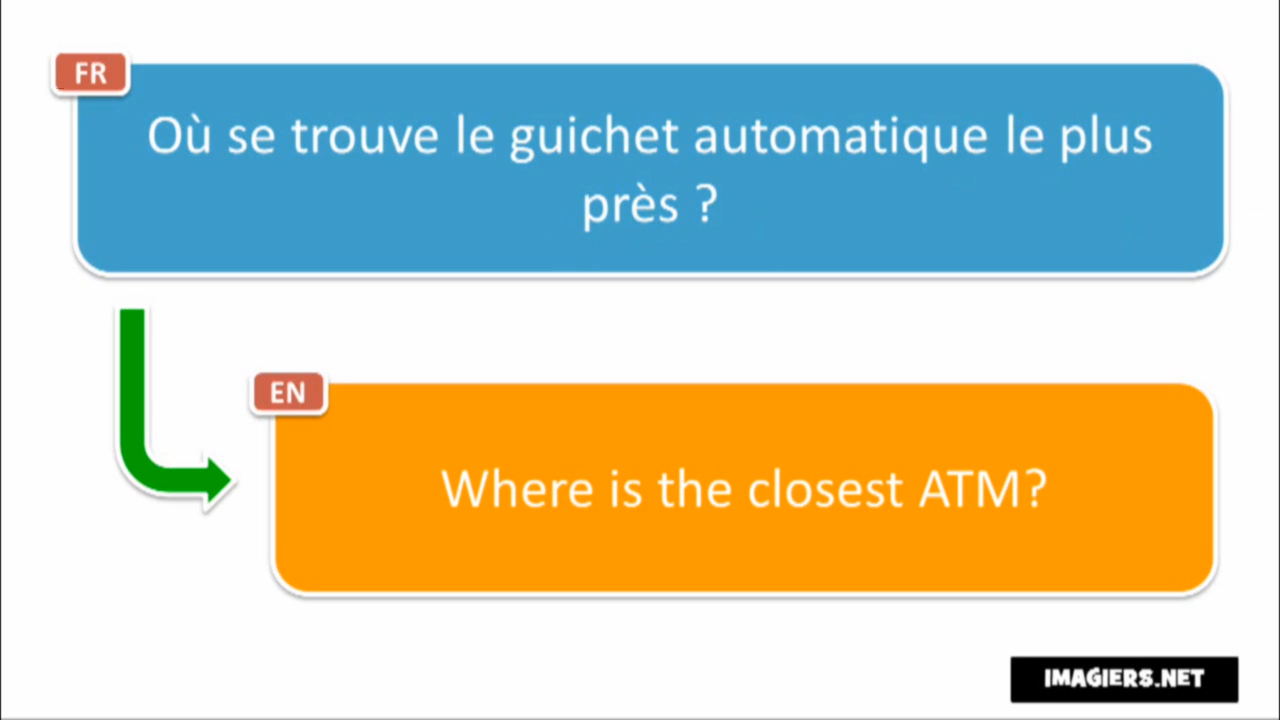 FR
Où se trouve le guichet automatique le plus
près ?
EN
Where is the closest ATM?
IMAGIERS.NET